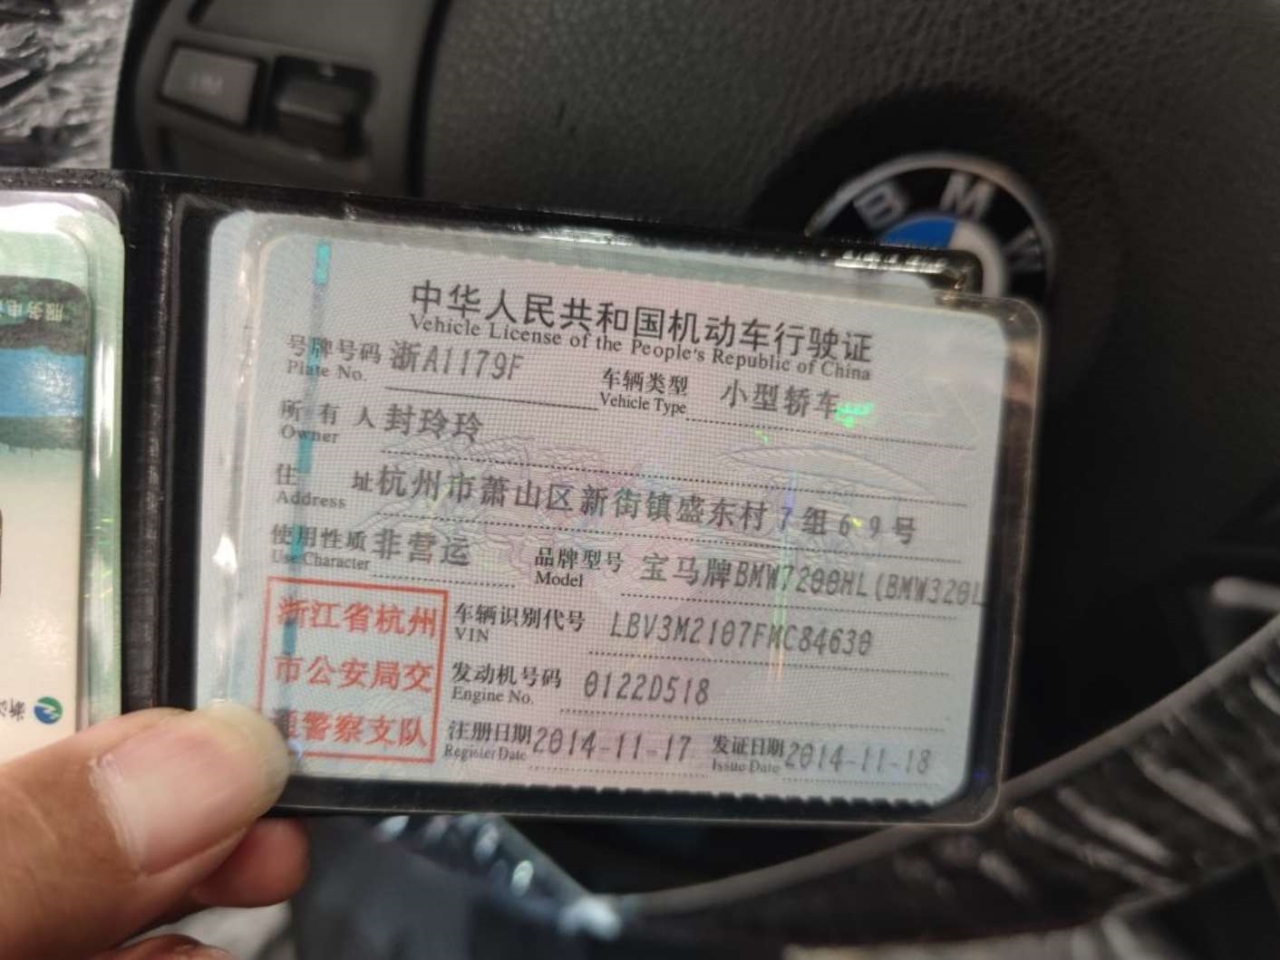 BMW
中华人民共和国机动车行驶证
Vehicle License of the People's Republic of China
号牌号码 浙A1179F 车辆类型 小型轿车
Plate No. Vehicle Type
所有人 封玲玲
Owner
住址 杭州市萧山区新街镇盛东村7组69号
Address
使用性质 非营运 品牌型号 宝马牌BMW7200HL(BMW320L
Use Character Model
浙江省杭州
市公安局交
通警察支队
车辆识别代号 LBV3M2107FMC84630
VIN
发动机号码 0122D518
Engine No.
注册日期 2014-11-17 发证日期 2014-11-18
Register Date Issue Date
服务电